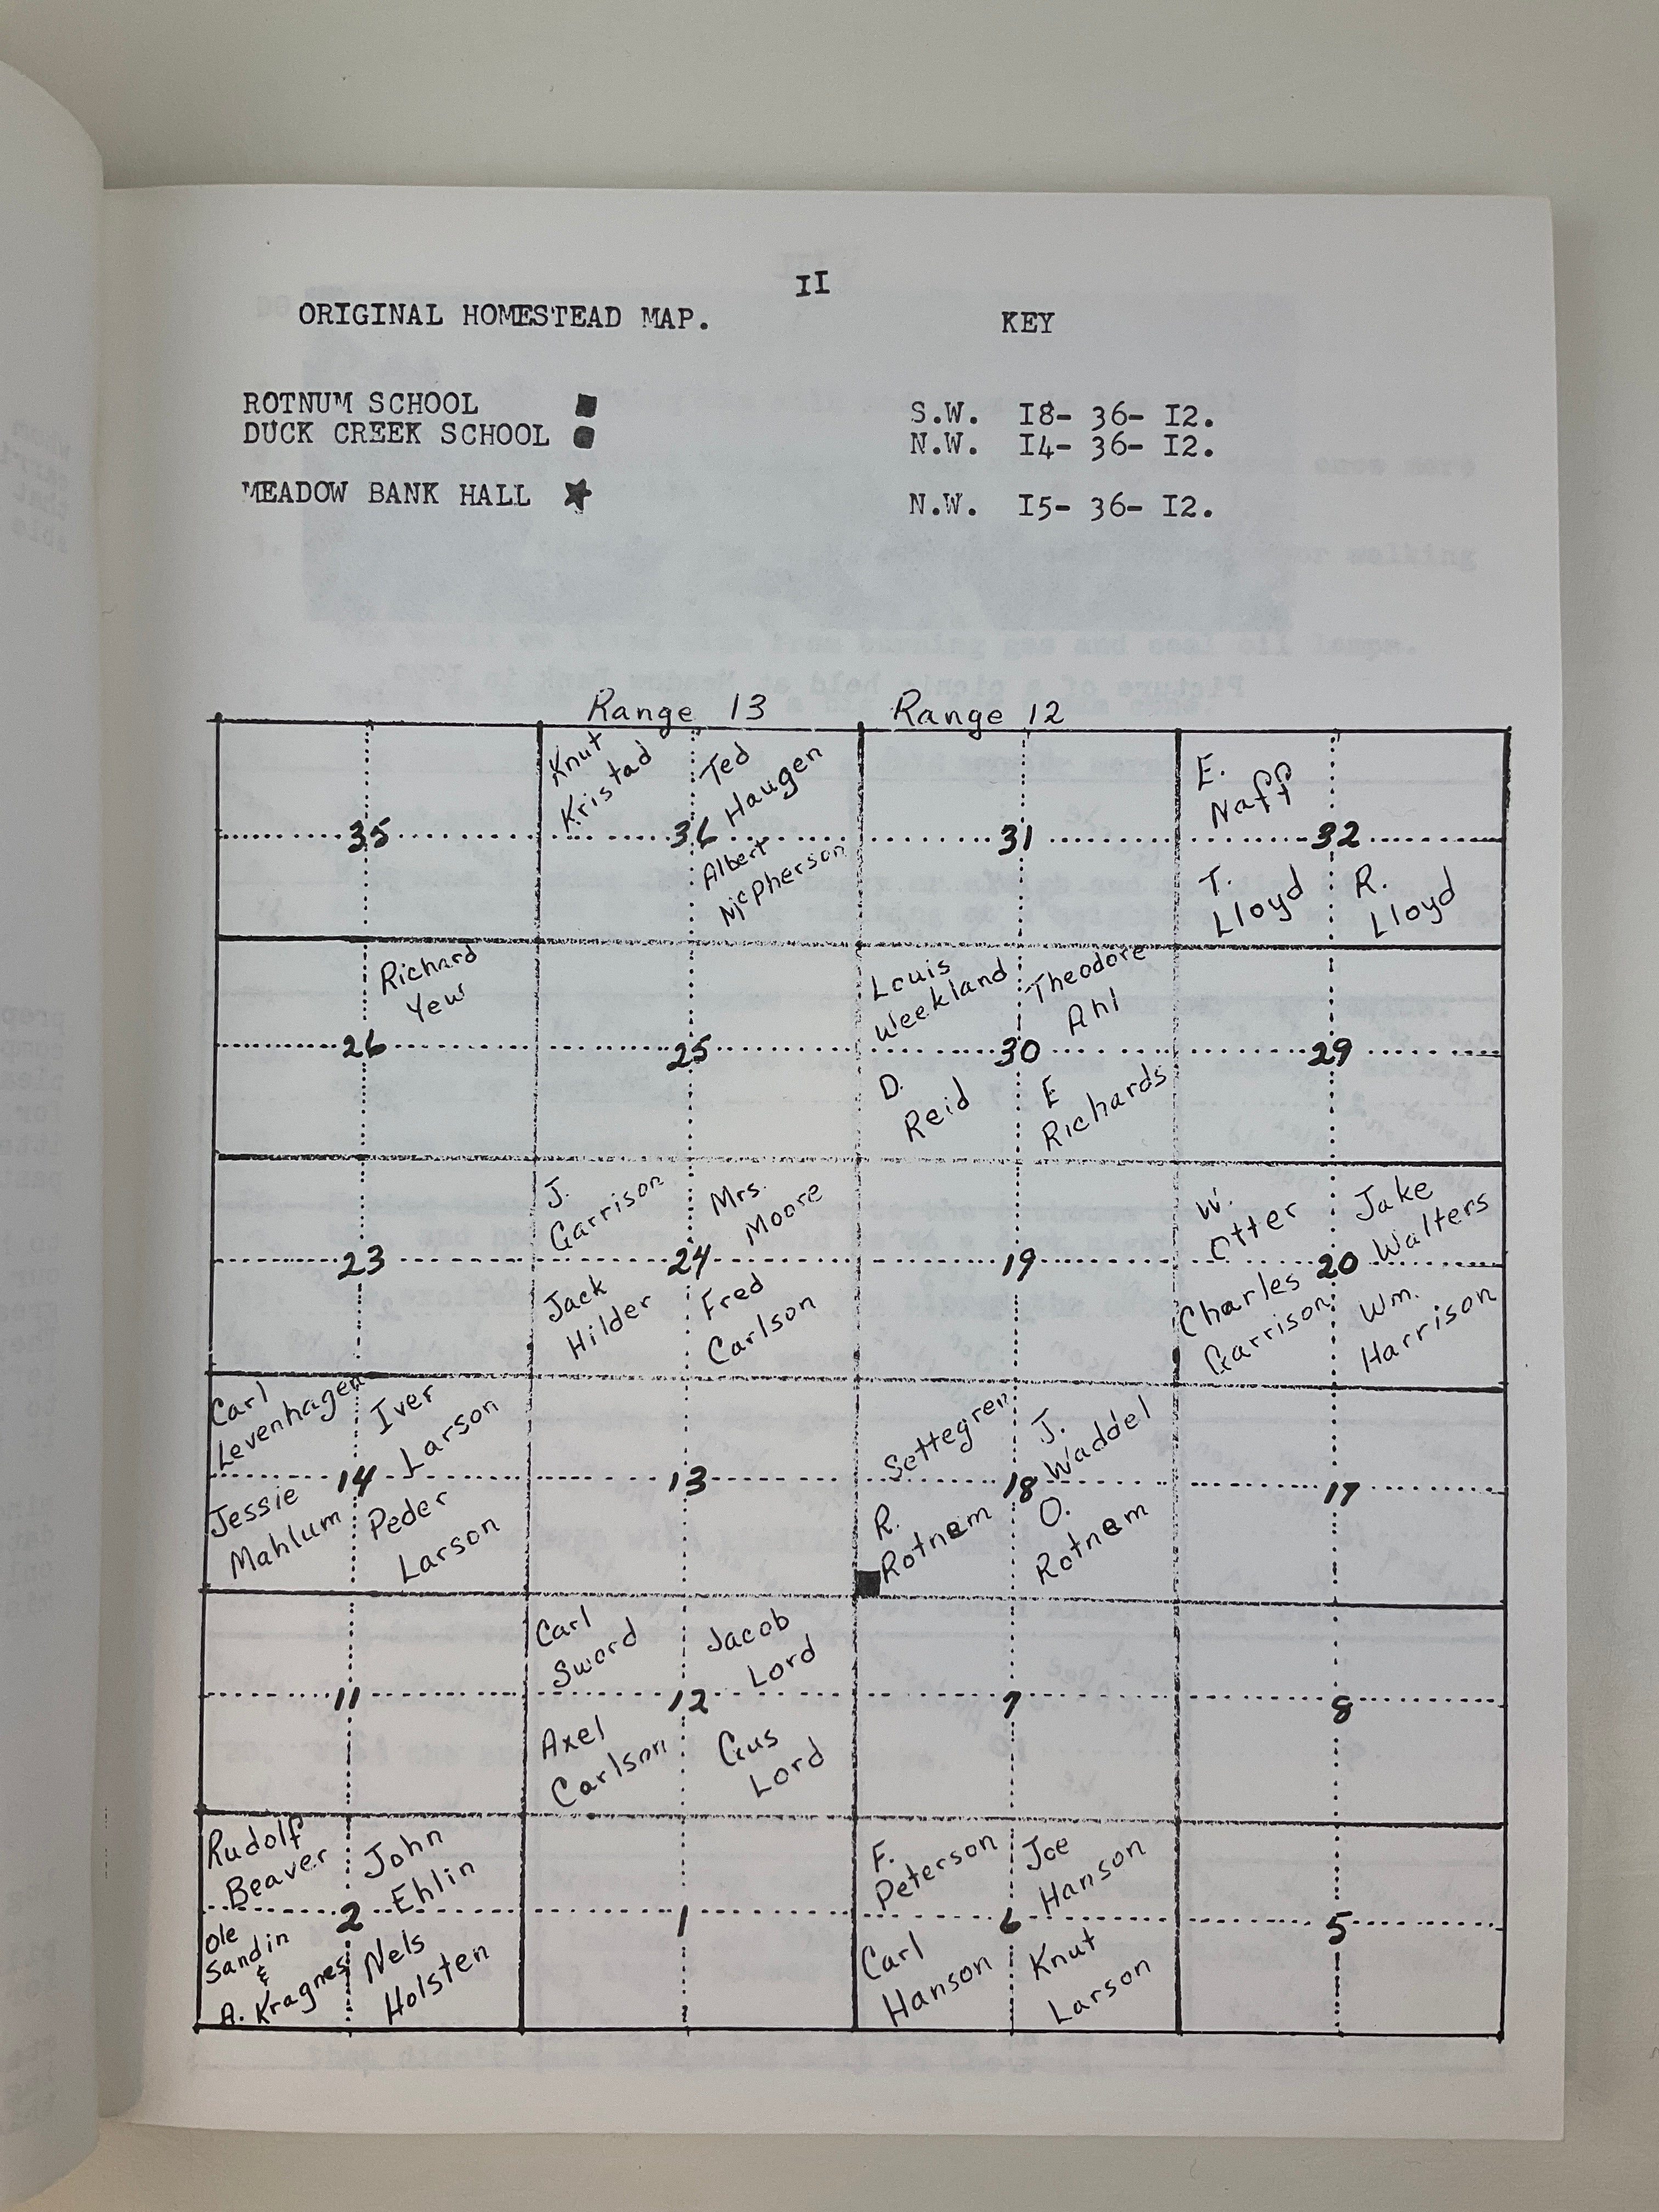 II
ORIGINAL HOMESTEAD MAP.
KEY
ROTNUM SCHOOL
S.W. I8- 36- I2.
DUCK CREEK SCHOOL
N.W. I4- 36- I2.
MEADOW BANK HALL
N.W. I5- 36- I2.
Range 13
Range 12
35
Knut
Kristad
Ted
Haugen
36
Albert
McPherson
31
E.
Naff
32
T.
Lloyd
R.
Lloyd
Richard
Yew
26
25
Louis
Weekland
Theodore
Ahl
30
D.
Reid
E
Richards
29
23
J.
Garrison
Mrs.
Moore
24
Jack
Hilder
Fred
Carlson
19
W.
Otter
Jake
Walters
20
Charles
Garrison
Wm.
Harrison
Carl
Levenhagen
Iver
Larson
14
Jessie
Mahlum
Peder
Larson
13
Settegren
J.
Waddel
18
R.
Rotnem
O.
Rotnem
17
11
Carl
Sword
Jacob
Lord
12
Axel
Carlson
Gus
Lord
7
8
Rudolf
Beaver
John
Ehlin
2
Ole
Sandin
&
A. Kragnes
Nels
Holsten
1
F.
Peterson
Joe
Hanson
6
Carl
Hanson
Knut
Larson
5